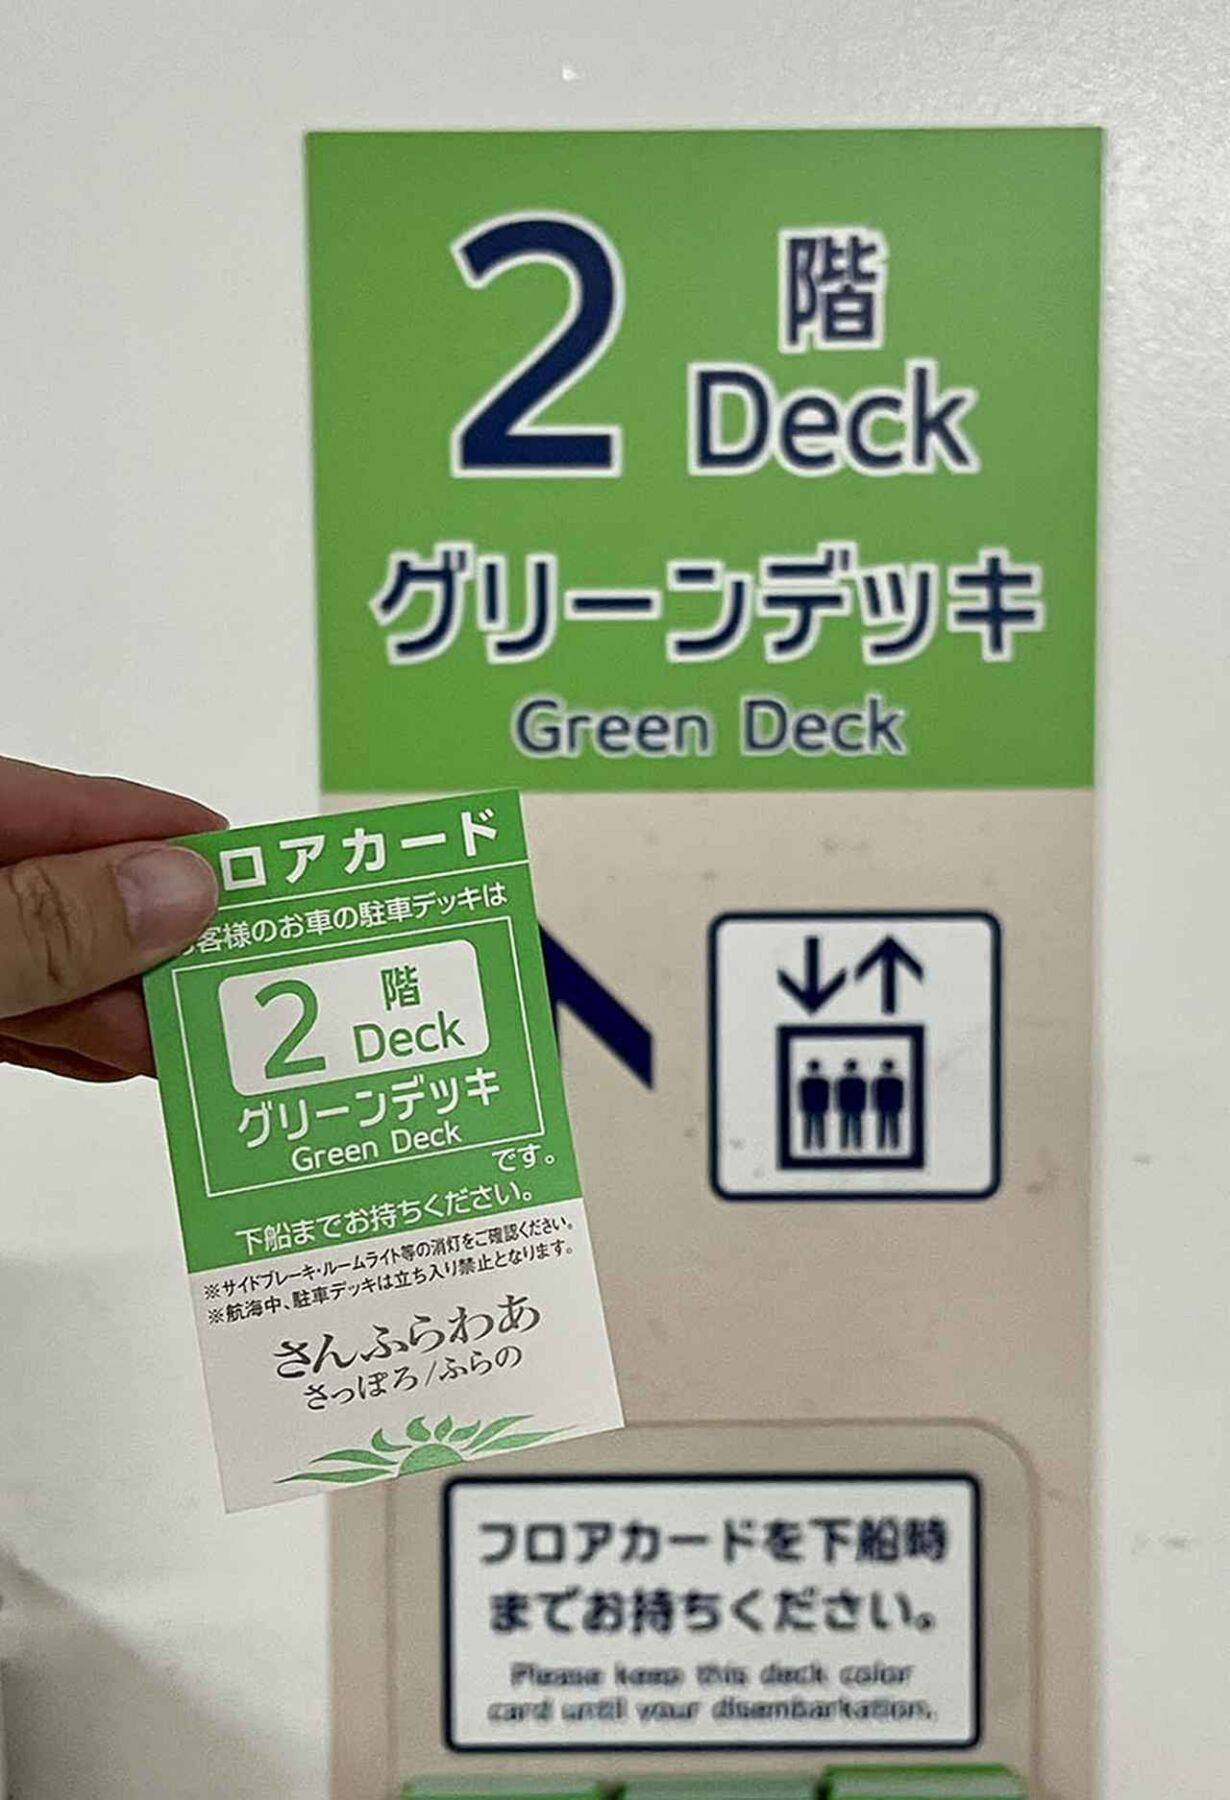 2 階
Deck
グリーンデッキ
Green Deck
ロアカード
客様のお車の駐車デッキは
2 階
Deck
グリーンデッキ
Green Deck
です。
下船までお持ちください。
※サイドブレーキ・ルームライト等の消灯をご確認ください。
※航海中、駐車デッキは立ち入り禁止となります。
さんふらわあ
さっぽろ/ふらの
フロアカードを下船時
までお持ちください。
Please keep this deck color
card until your disembarkation.